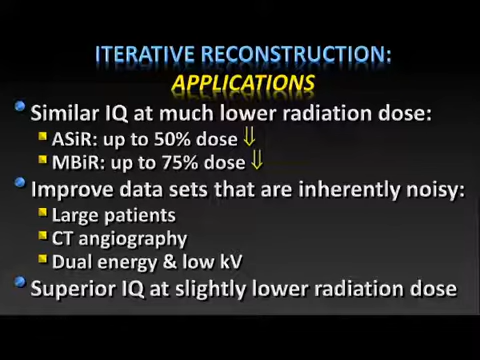 ITERATIVE RECONSTRUCTION:
APPLICATIONS
Similar IQ at much lower radiation dose:
ASiR: up to 50% dose ⇓
MBiR: up to 75% dose ⇓
Improve data sets that are inherently noisy:
Large patients
CT angiography
Dual energy & low kV
Superior IQ at slightly lower radiation dose